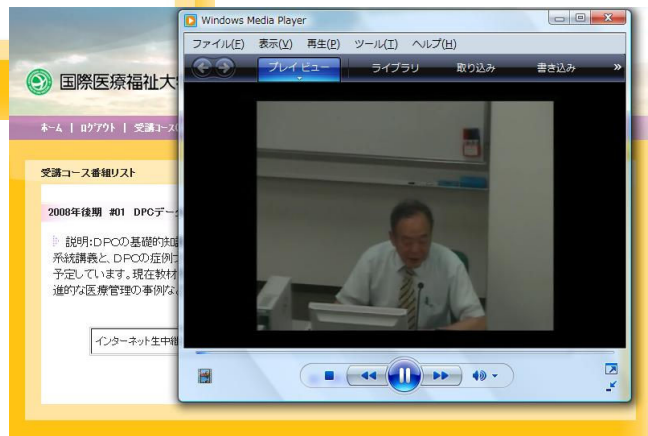 Windows Media Player
ファイル(F) 表示(V) 再生(P) ツール(T) ヘルプ(H)
プレイ ビュー ライブラリ 取り込み 書き込み »
国際医療福祉大
ホーム | ログアウト | 受講コース
受講コース番組リスト
2008年後期 #01 DPCデー
説明:DPCの基礎的知
系統講義と、DPCの症例
予定しています。現在教材
進的な医療管理の事例な
インターネット生中継